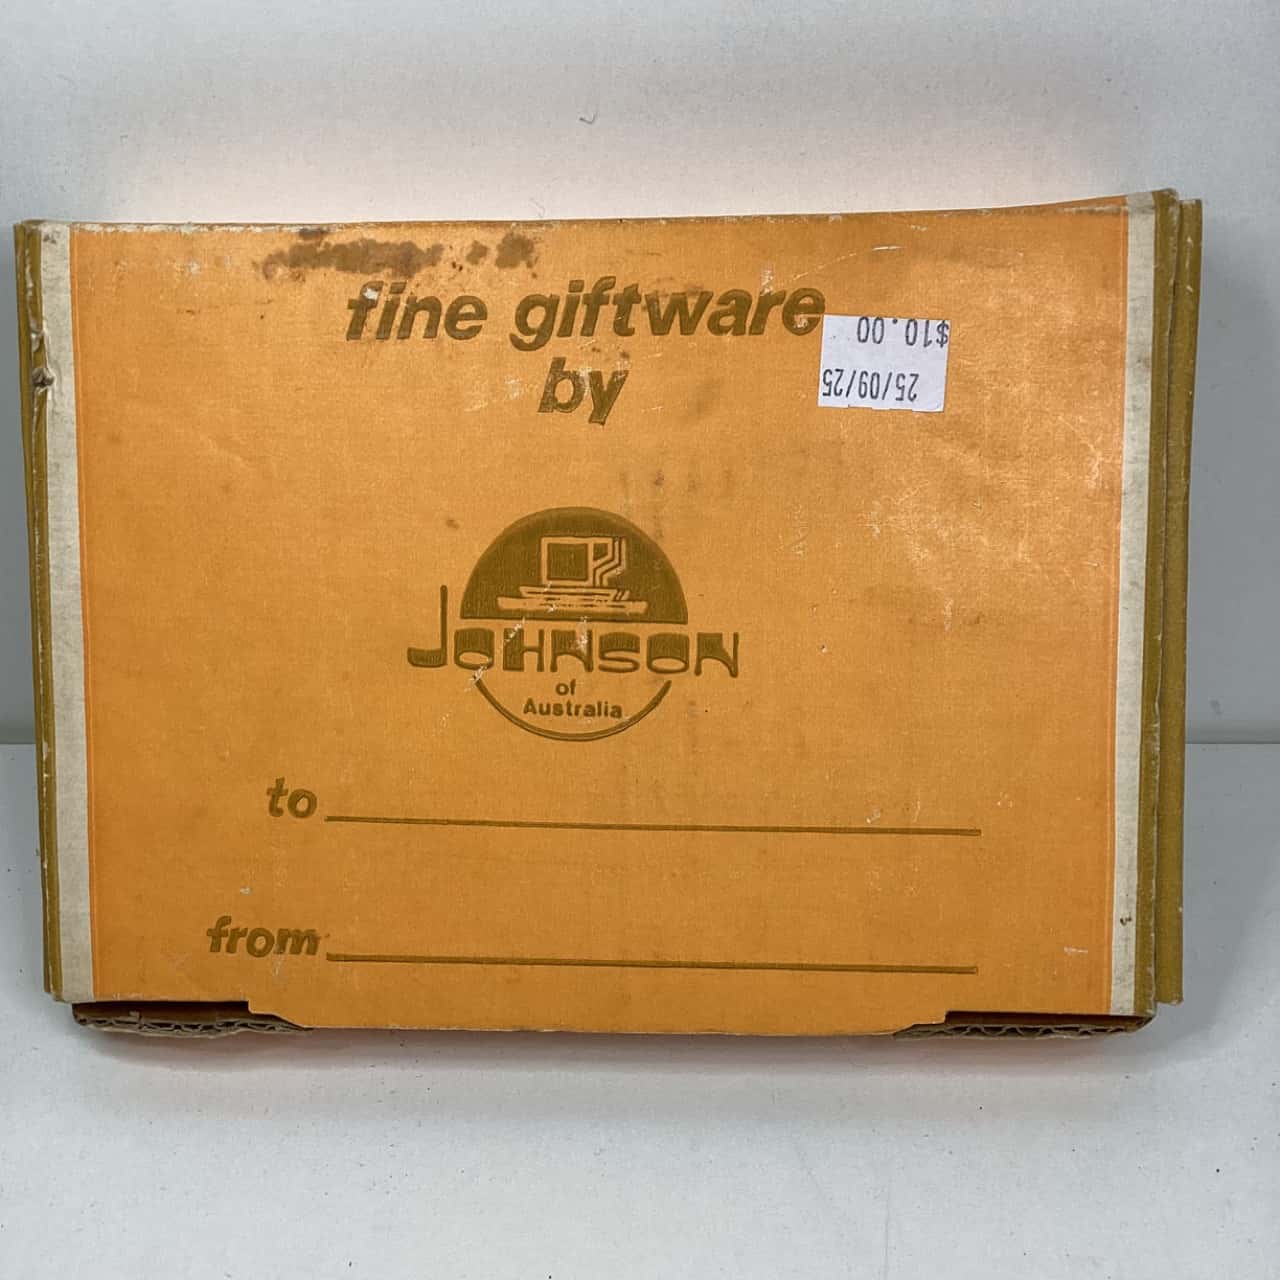 fine giftware
by
$10.00
25/09/25
JOHNSON
of
Australia
to
from